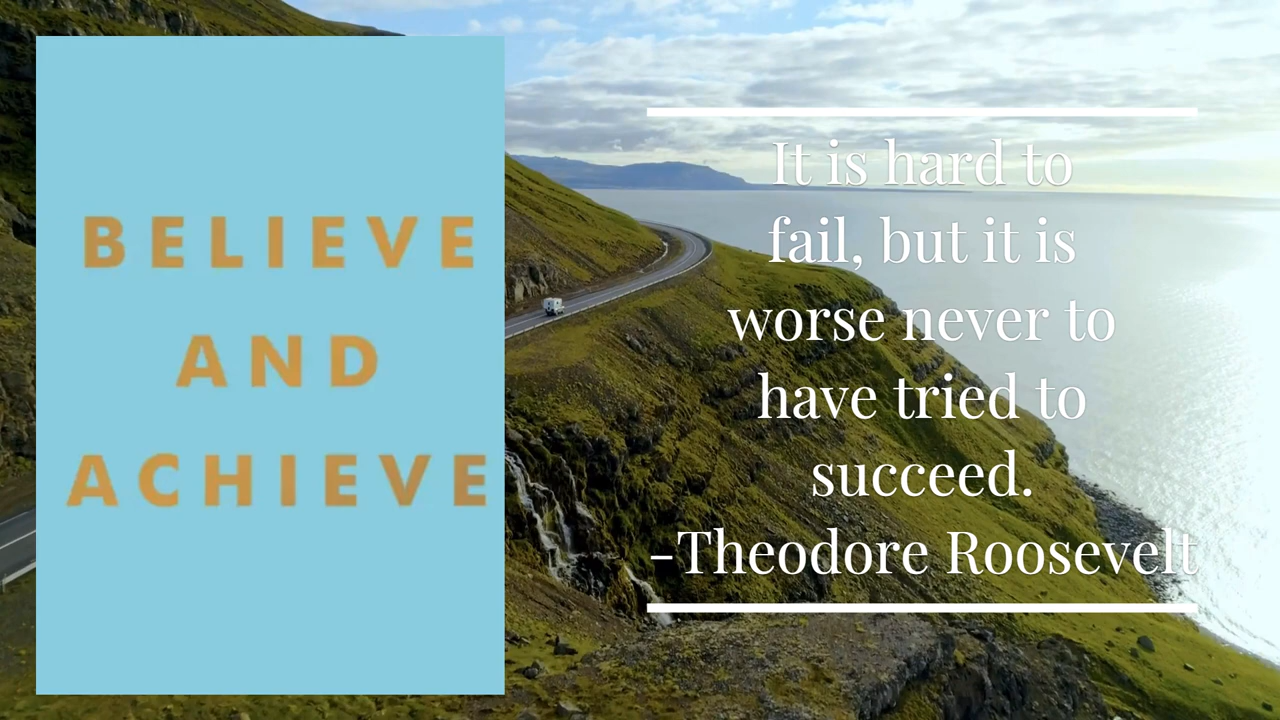 BELIEVE
AND
ACHIEVE
It is hard to
fail, but it is
worse never to
have tried to
succeed.
-Theodore Roosevelt